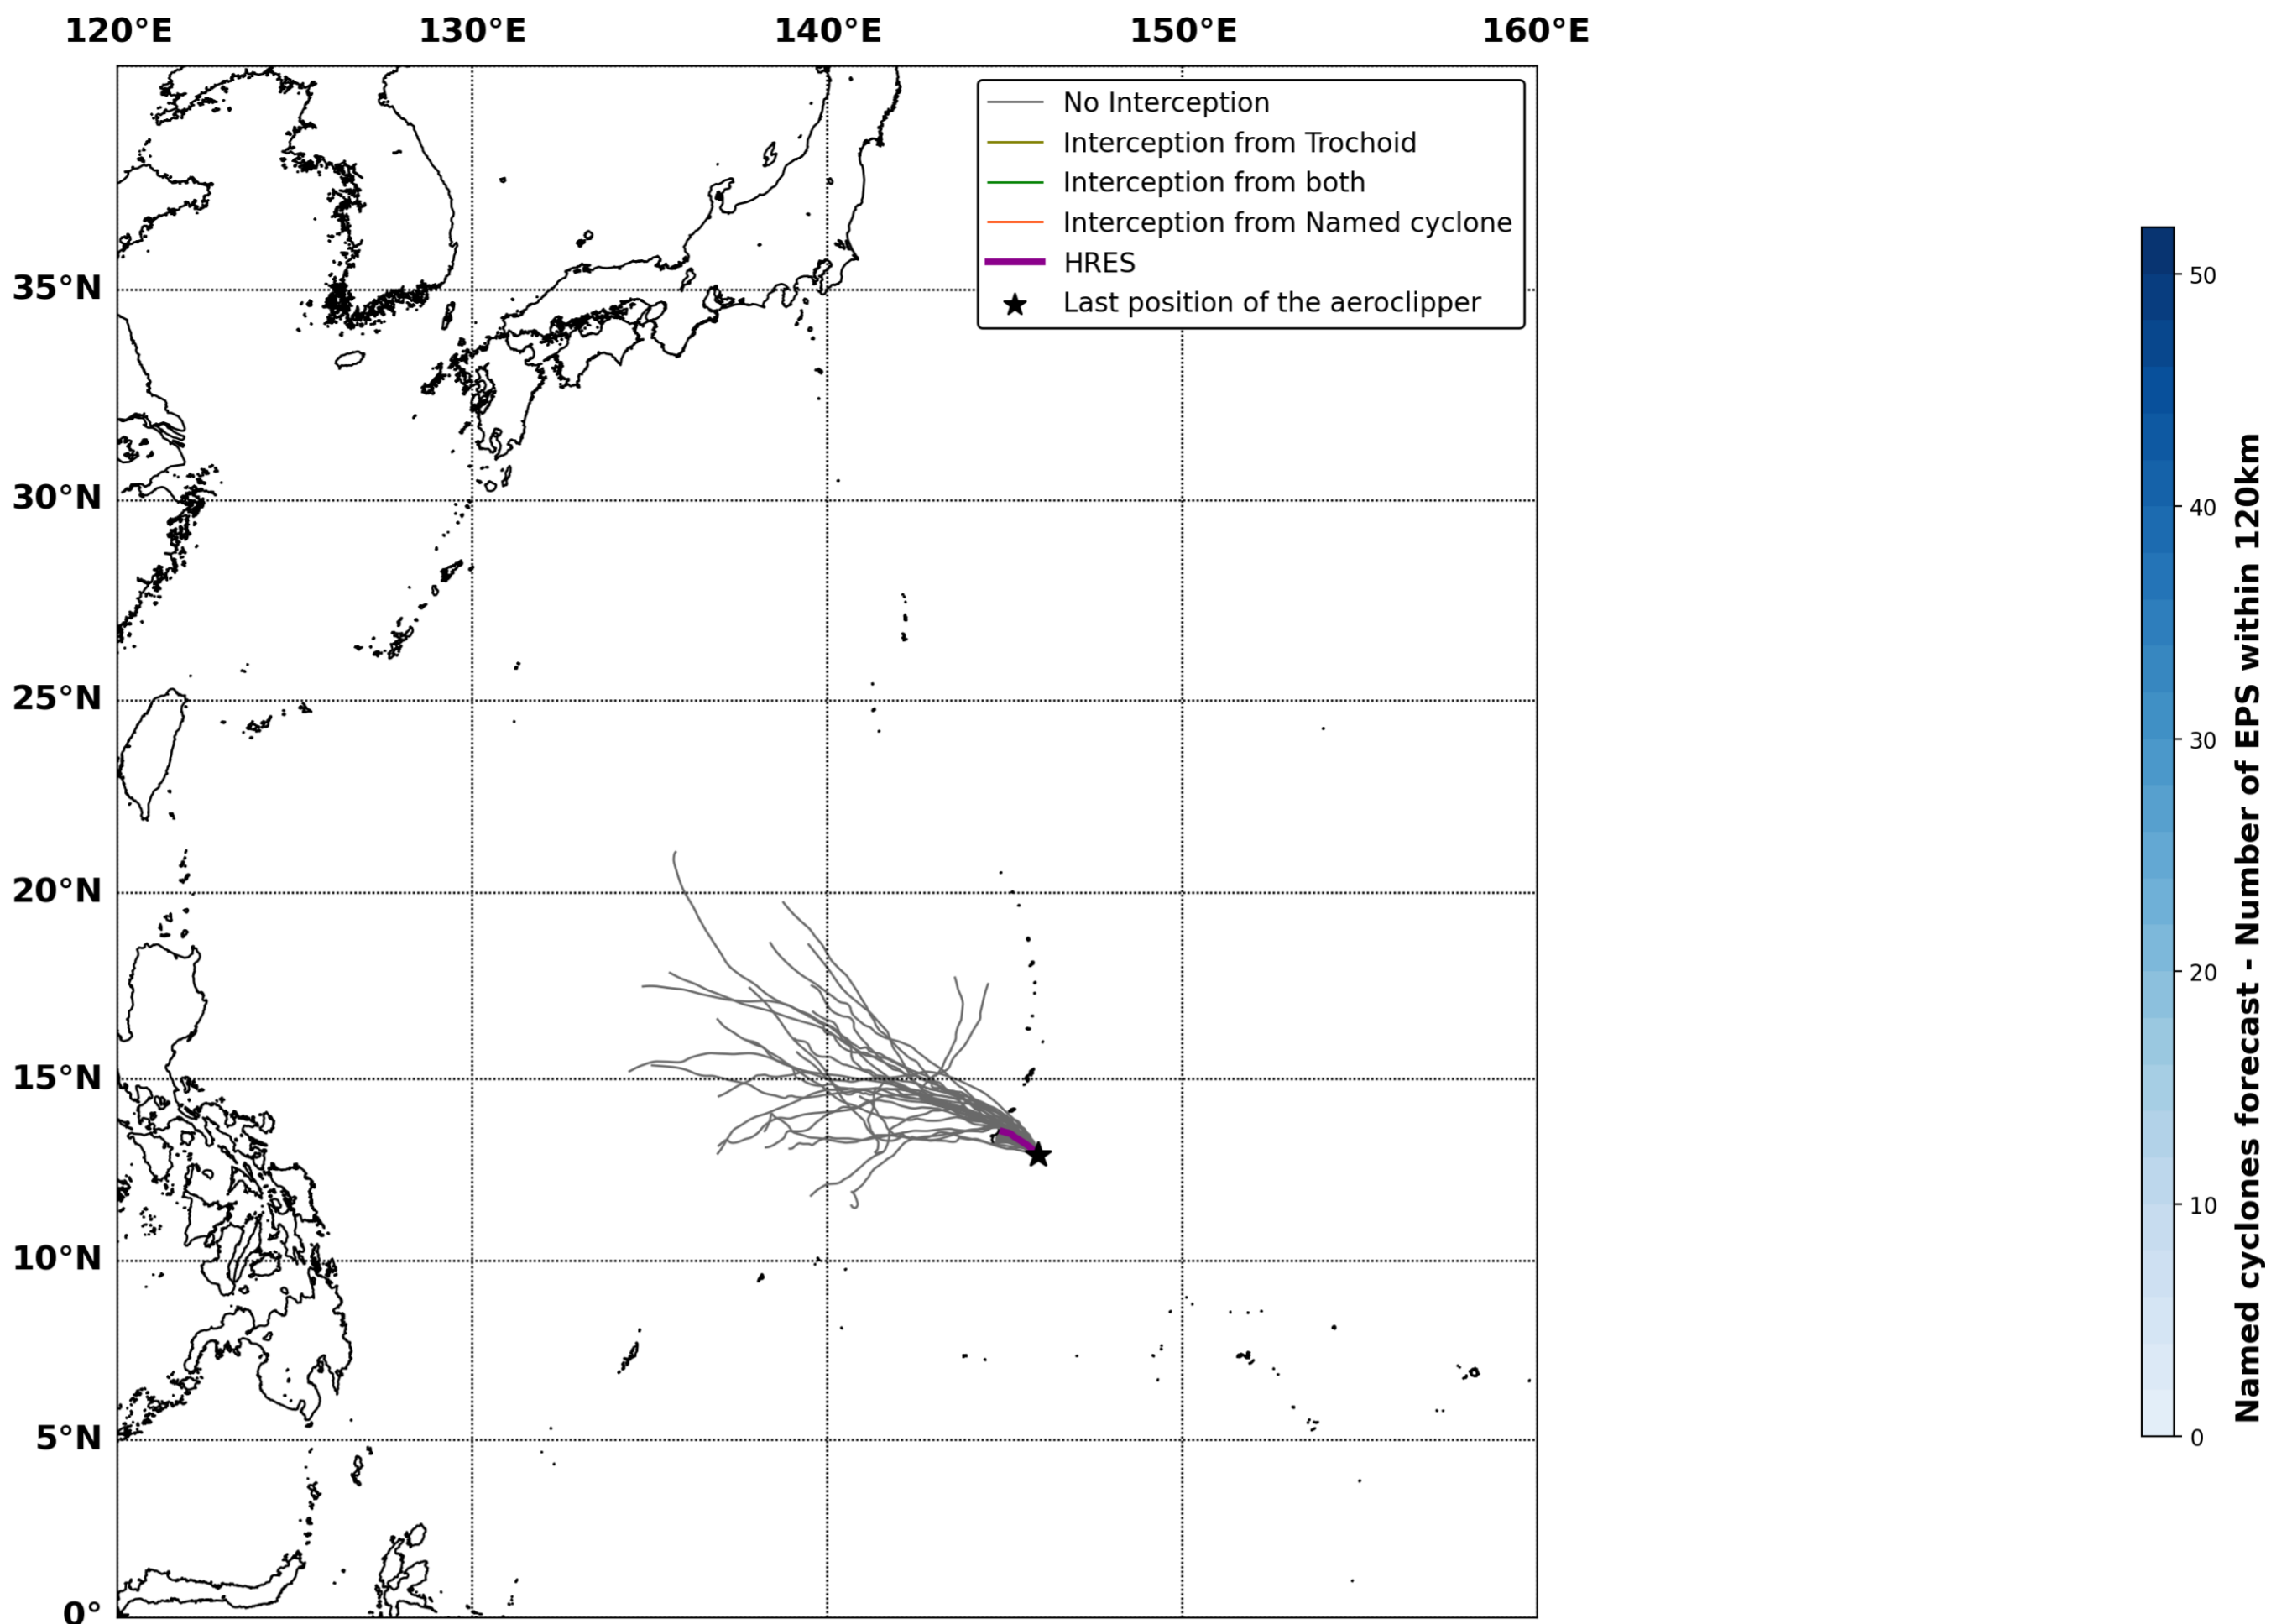 120°E 130°E 140°E 150°E 160°E
No Interception
Interception from Trochoid
Interception from both
Interception from Named cyclone
HRES
Last position of the aeroclipper
35°N
30°N
25°N
20°N
15°N
10°N
5°N
0°
50
40
30
20
10
0
Named cyclones forecast - Number of EPS within 120km